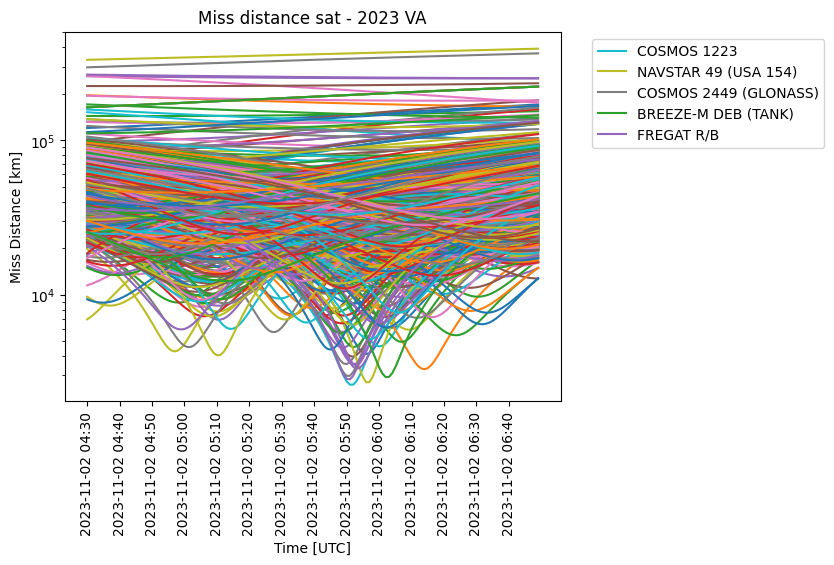 Miss distance sat - 2023 VA
Miss Distance [km]
10^5
10^4
2023-11-02 04:30
2023-11-02 04:40
2023-11-02 04:50
2023-11-02 05:00
2023-11-02 05:10
2023-11-02 05:20
2023-11-02 05:30
2023-11-02 05:40
2023-11-02 05:50
2023-11-02 06:00
2023-11-02 06:10
2023-11-02 06:20
2023-11-02 06:30
2023-11-02 06:40
Time [UTC]
COSMOS 1223
NAVSTAR 49 (USA 154)
COSMOS 2449 (GLONASS)
BREEZE-M DEB (TANK)
FREGAT R/B